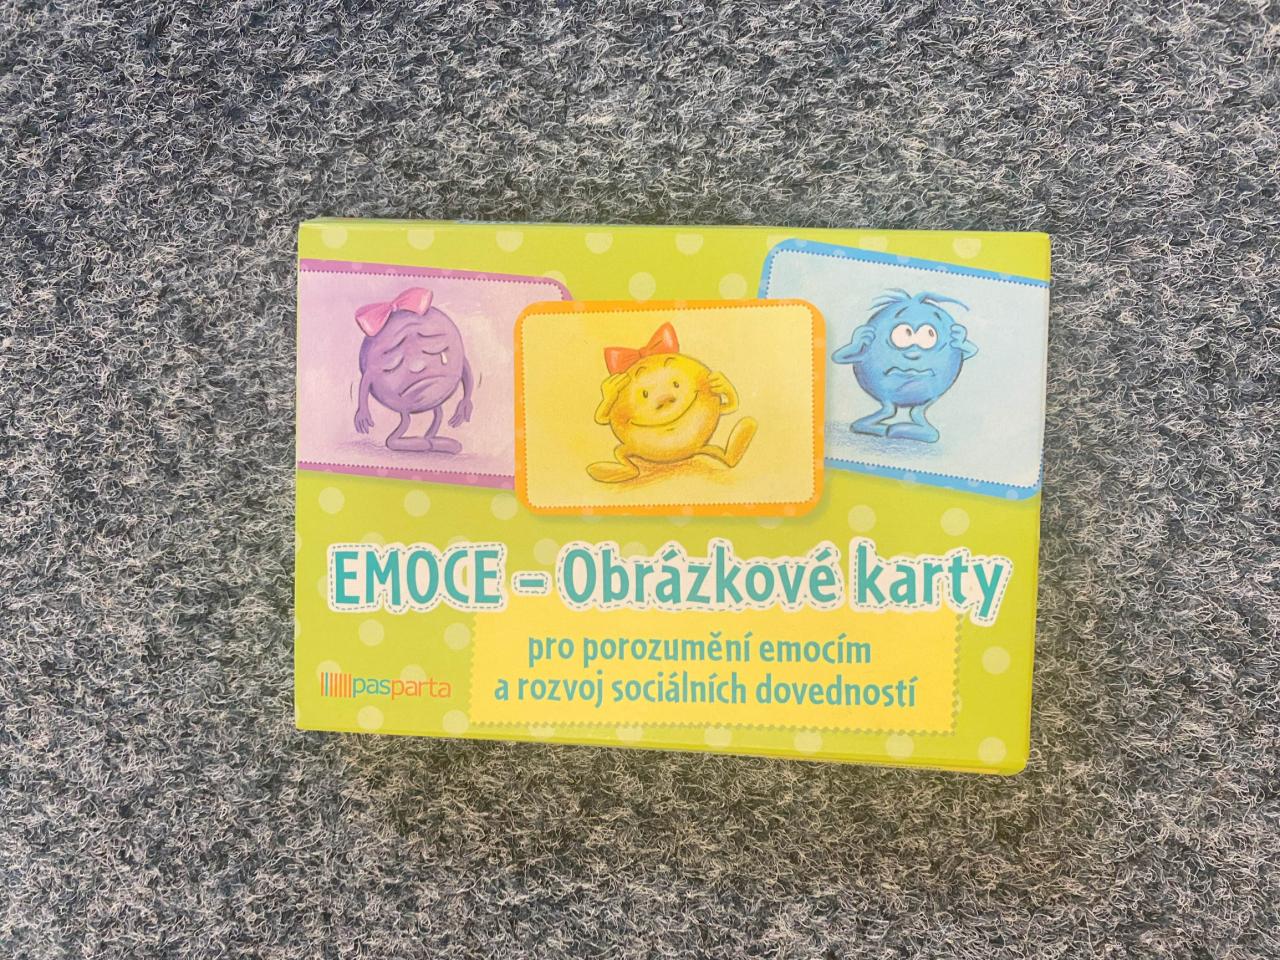 EMOCE – Obrázkové karty
pro porozumění emocím
a rozvoj sociálních dovedností
pasparta